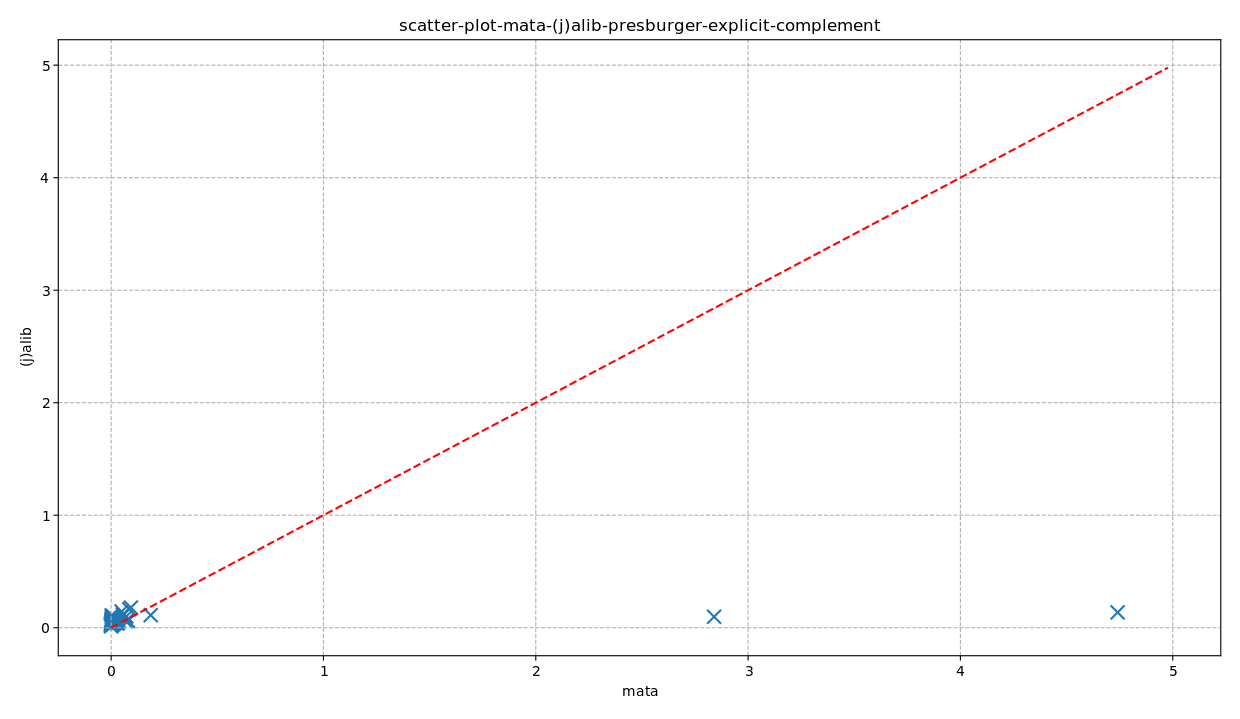 scatter-plot-mata-(j)alib-presburger-explicit-complement
5
4
3
2
1
0
(j)alib
0 1 2 3 4 5
mata